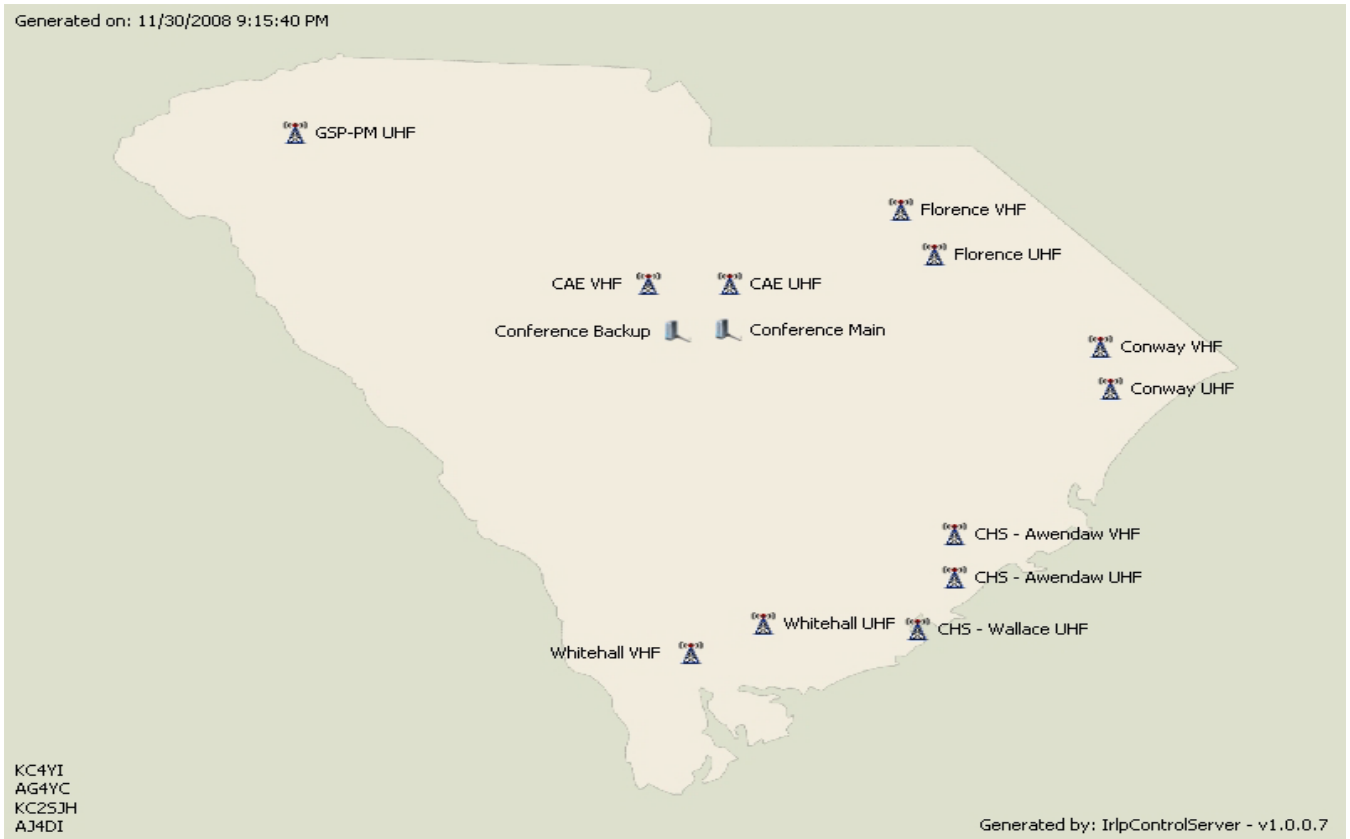 Generated on: 11/30/2008 9:15:40 PM
GSP-PM UHF
Florence VHF
Florence UHF
CAE VHF
CAE UHF
Conference Backup
Conference Main
Conway VHF
Conway UHF
CHS - Awendaw VHF
CHS - Awendaw UHF
Whitehall UHF
CHS - Wallace UHF
Whitehall VHF
KC4YI
AG4YC
KC2SJH
AJ4DI
Generated by: IrlpControlServer - v1.0.0.7